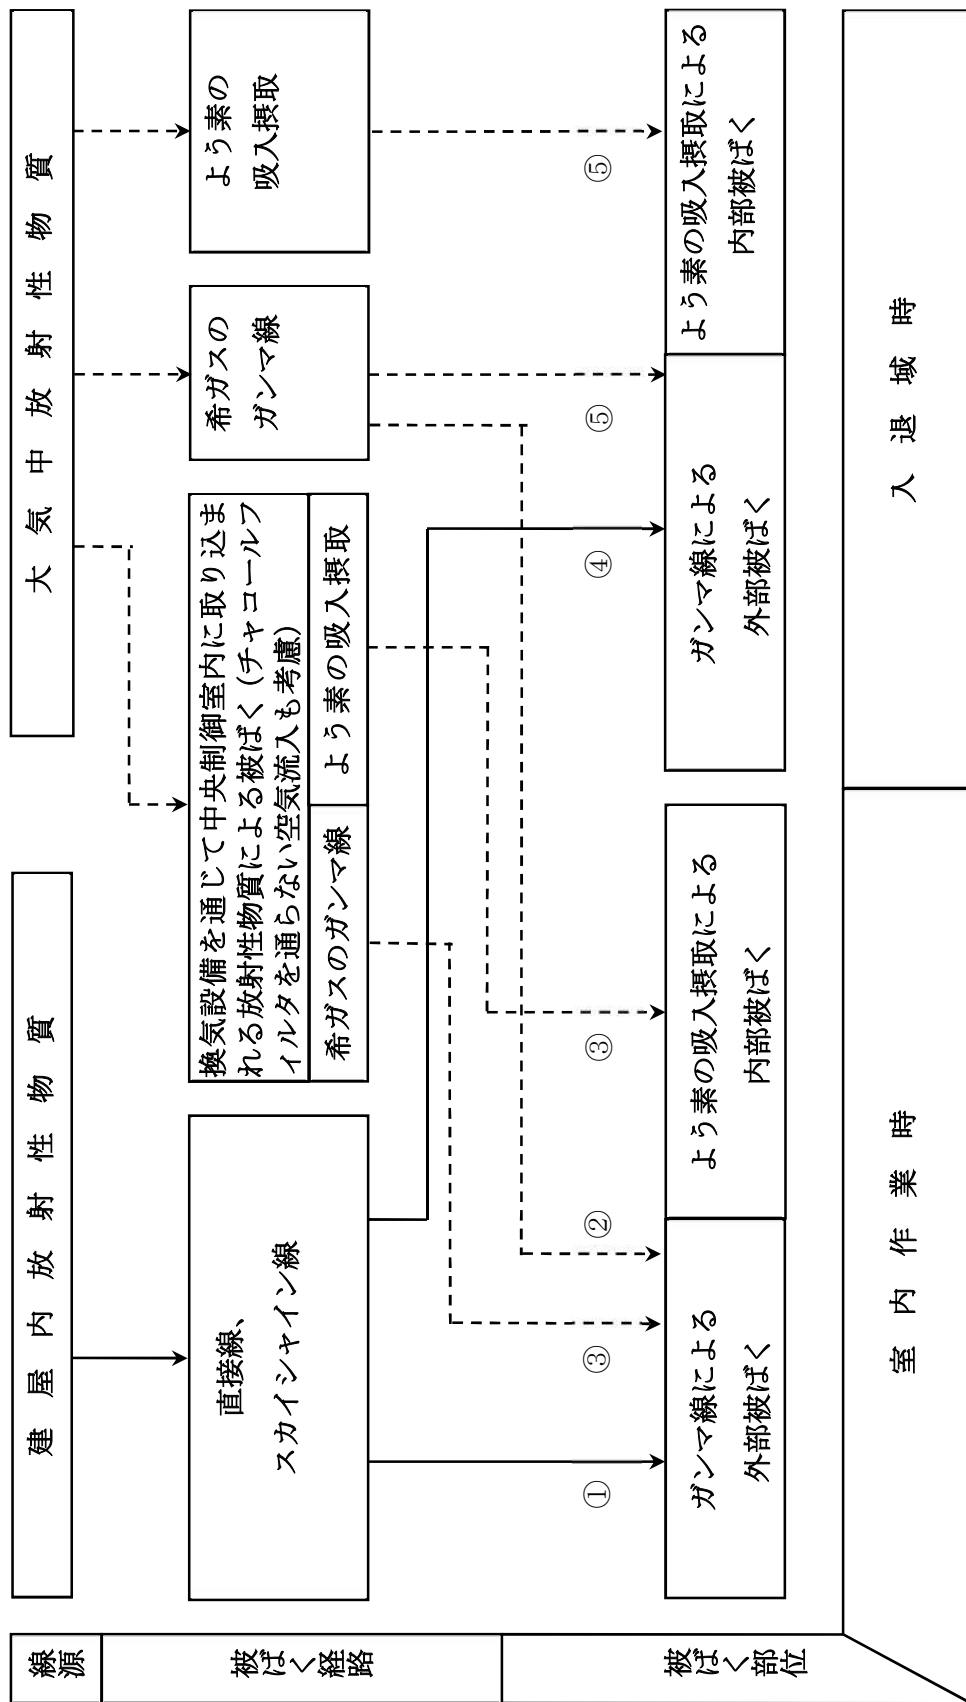 線源
建屋内放射性物質
大気中放射性物質
被ばく経路
直接線、
スカイシャイン線
換気設備を通じて中央制御室内に取り込ま
れる放射性物質による被ばく(チャコールフ
ィルタを通らない空気流入も考慮)
希ガスのガンマ線
よう素の吸入摂取
希ガスの
ガンマ線
よう素の
吸入摂取
①
③
②
③
④
⑤
⑤
被ばく部位
ガンマ線による
外部被ばく
よう素の吸入摂取による
内部被ばく
ガンマ線による
外部被ばく
よう素の吸入摂取による
内部被ばく
室内作業時
入退域時